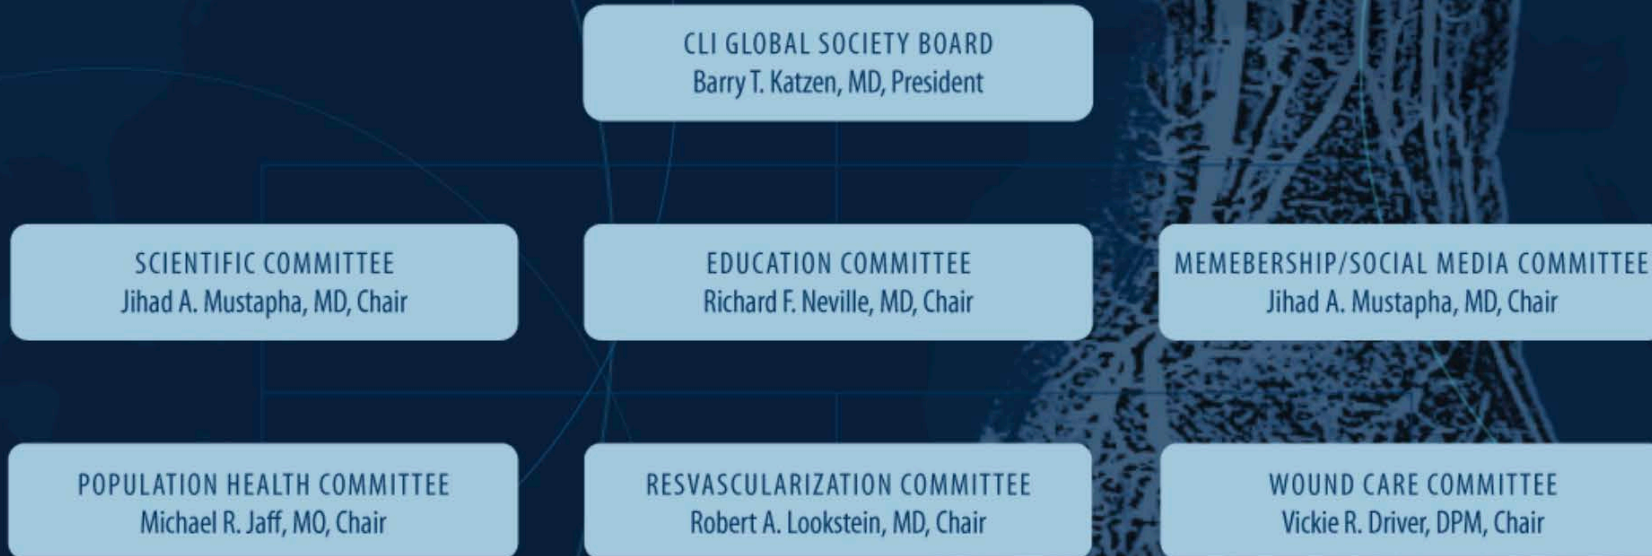 CLI GLOBAL SOCIETY BOARD
Barry T. Katzen, MD, President
SCIENTIFIC COMMITTEE
Jihad A. Mustapha, MD, Chair
EDUCATION COMMITTEE
Richard F. Neville, MD, Chair
MEMEBERSHIP/SOCIAL MEDIA COMMITTEE
Jihad A. Mustapha, MD, Chair
POPULATION HEALTH COMMITTEE
Michael R. Jaff, MO, Chair
RESVASCULARIZATION COMMITTEE
Robert A. Lookstein, MD, Chair
WOUND CARE COMMITTEE
Vickie R. Driver, DPM, Chair